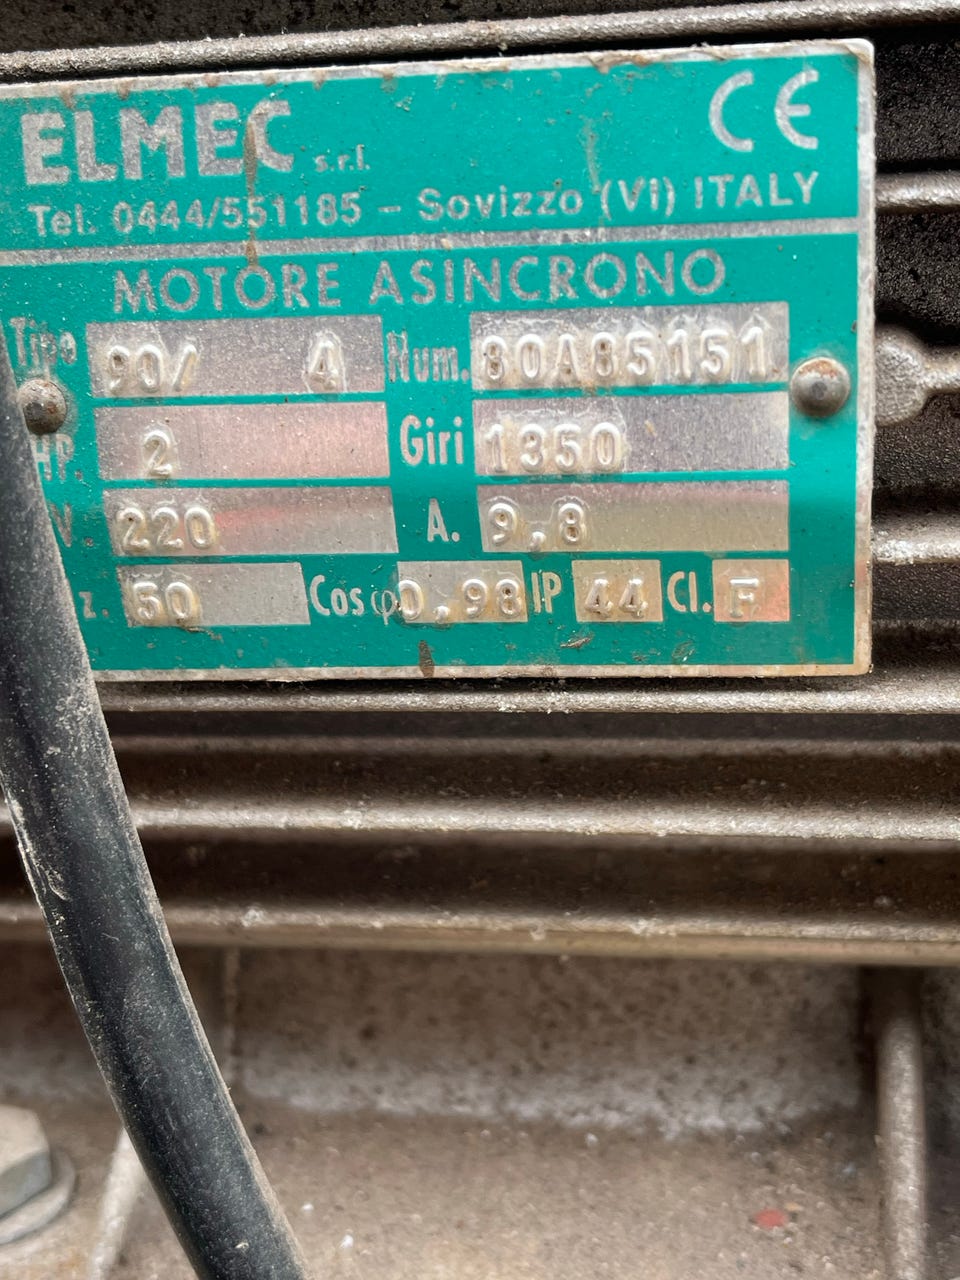 ELMEC s.r.l. CE
Tel. 0444/551185 - Sovizzo (VI) ITALY
MOTORE ASINCRONO
Tipo 90/ 4 Num. 80A85151
HP. 2 Giri 1350
V. 220 A. 9,8
z. 50 Cos φ 0.98 IP 44 Cl. F